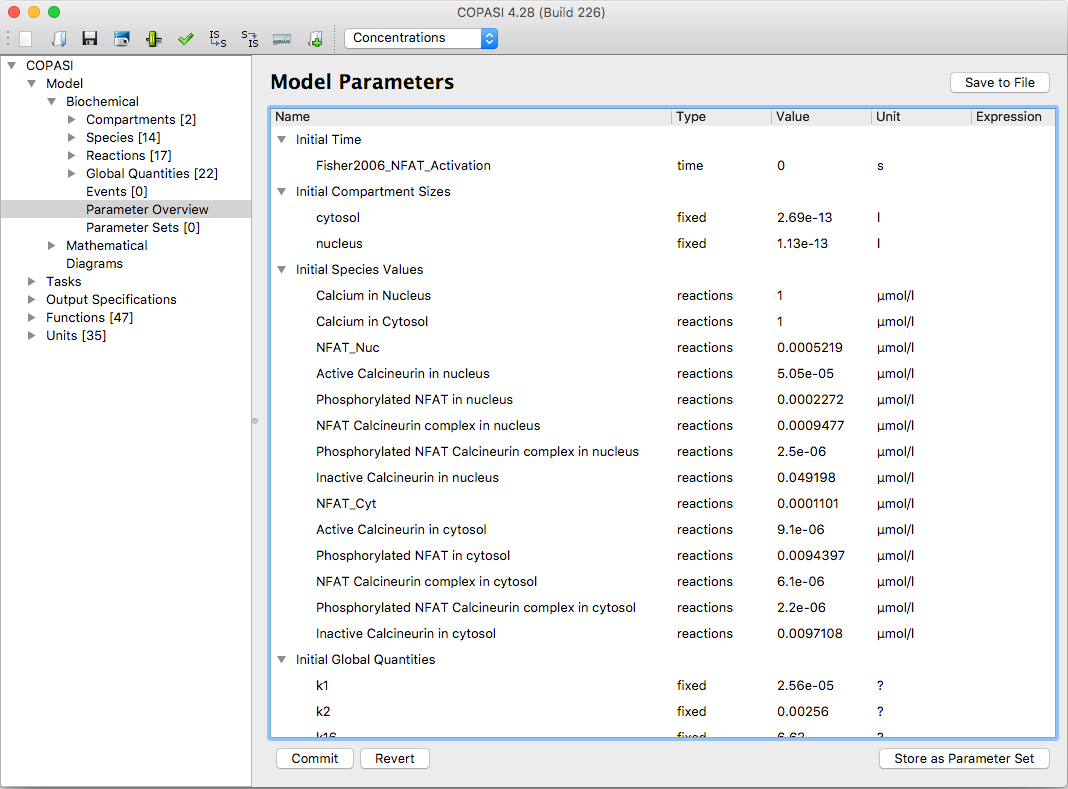 COPASI 4.28 (Build 226)
IS S S IS MIRIAM Concentrations
COPASI
Model
Biochemical
Compartments [2]
Species [14]
Reactions [17]
Global Quantities [22]
Events [0]
Parameter Overview
Parameter Sets [0]
Mathematical
Diagrams
Tasks
Output Specifications
Functions [47]
Units [35]
Model Parameters Save to File
Name Type Value Unit Expression
Initial Time
Fisher2006_NFAT_Activation time 0 s
Initial Compartment Sizes
cytosol fixed 2.69e-13 l
nucleus fixed 1.13e-13 l
Initial Species Values
Calcium in Nucleus reactions 1 µmol/l
Calcium in Cytosol reactions 1 µmol/l
NFAT_Nuc reactions 0.0005219 µmol/l
Active Calcineurin in nucleus reactions 5.05e-05 µmol/l
Phosphorylated NFAT in nucleus reactions 0.0002272 µmol/l
NFAT Calcineurin complex in nucleus reactions 0.0009477 µmol/l
Phosphorylated NFAT Calcineurin complex in nucleus reactions 2.5e-06 µmol/l
Inactive Calcineurin in nucleus reactions 0.049198 µmol/l
NFAT_Cyt reactions 0.0001101 µmol/l
Active Calcineurin in cytosol reactions 9.1e-06 µmol/l
Phosphorylated NFAT in cytosol reactions 0.0094397 µmol/l
NFAT Calcineurin complex in cytosol reactions 6.1e-06 µmol/l
Phosphorylated NFAT Calcineurin complex in cytosol reactions 2.2e-06 µmol/l
Inactive Calcineurin in cytosol reactions 0.0097108 µmol/l
Initial Global Quantities
k1 fixed 2.56e-05 ?
k2 fixed 0.00256 ?
k16 fixed 6.63 ?
Commit Revert Store as Parameter Set